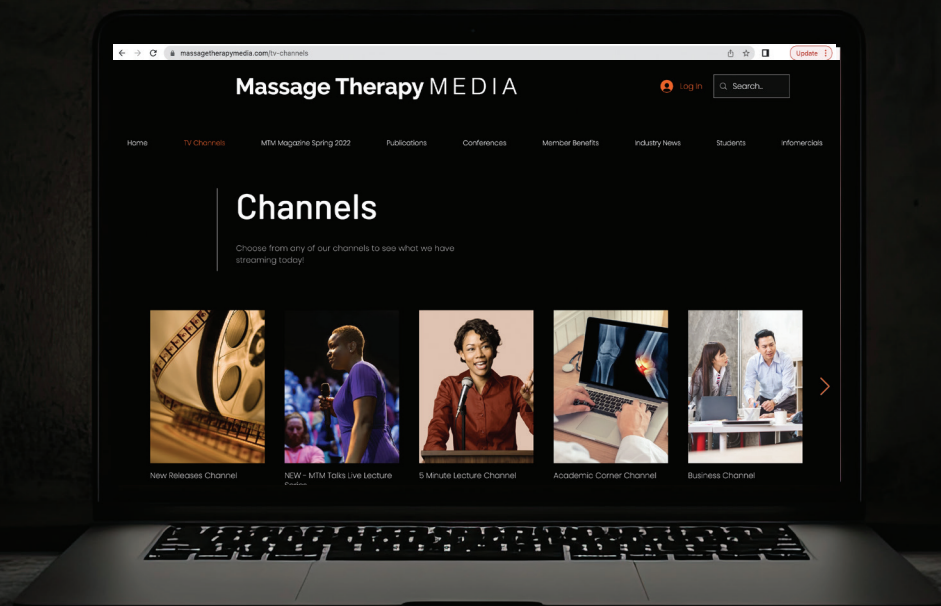 massagetherapymedia.com/tv-channels
Update
Massage Therapy MEDIA
Log In
Search..
Home
TV Channels
MTM Magazine Spring 2022
Publications
Conferences
Member Benefits
Industry News
Students
Infomercials
Channels
Choose from any of our channels to see what we have
streaming today!
New Releases Channel
NEW - MTM Talks Live Lecture
Series
5 Minute Lecture Channel
Academic Corner Channel
Business Channel